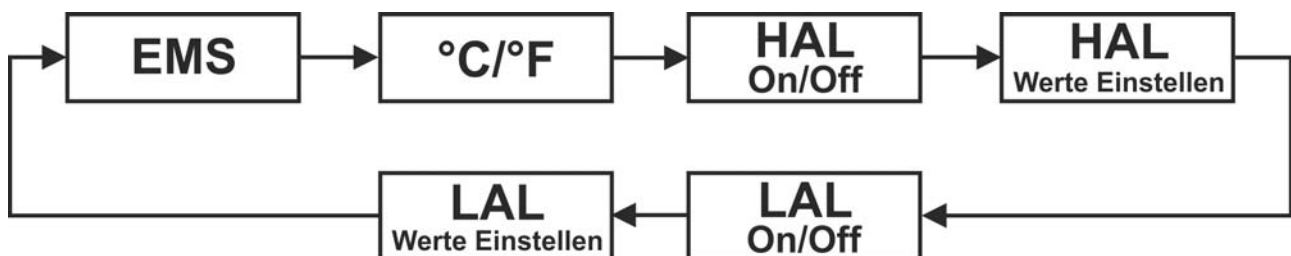 EMS
°C/°F
HAL
On/Off
HAL
Werte Einstellen
LAL
On/Off
LAL
Werte Einstellen